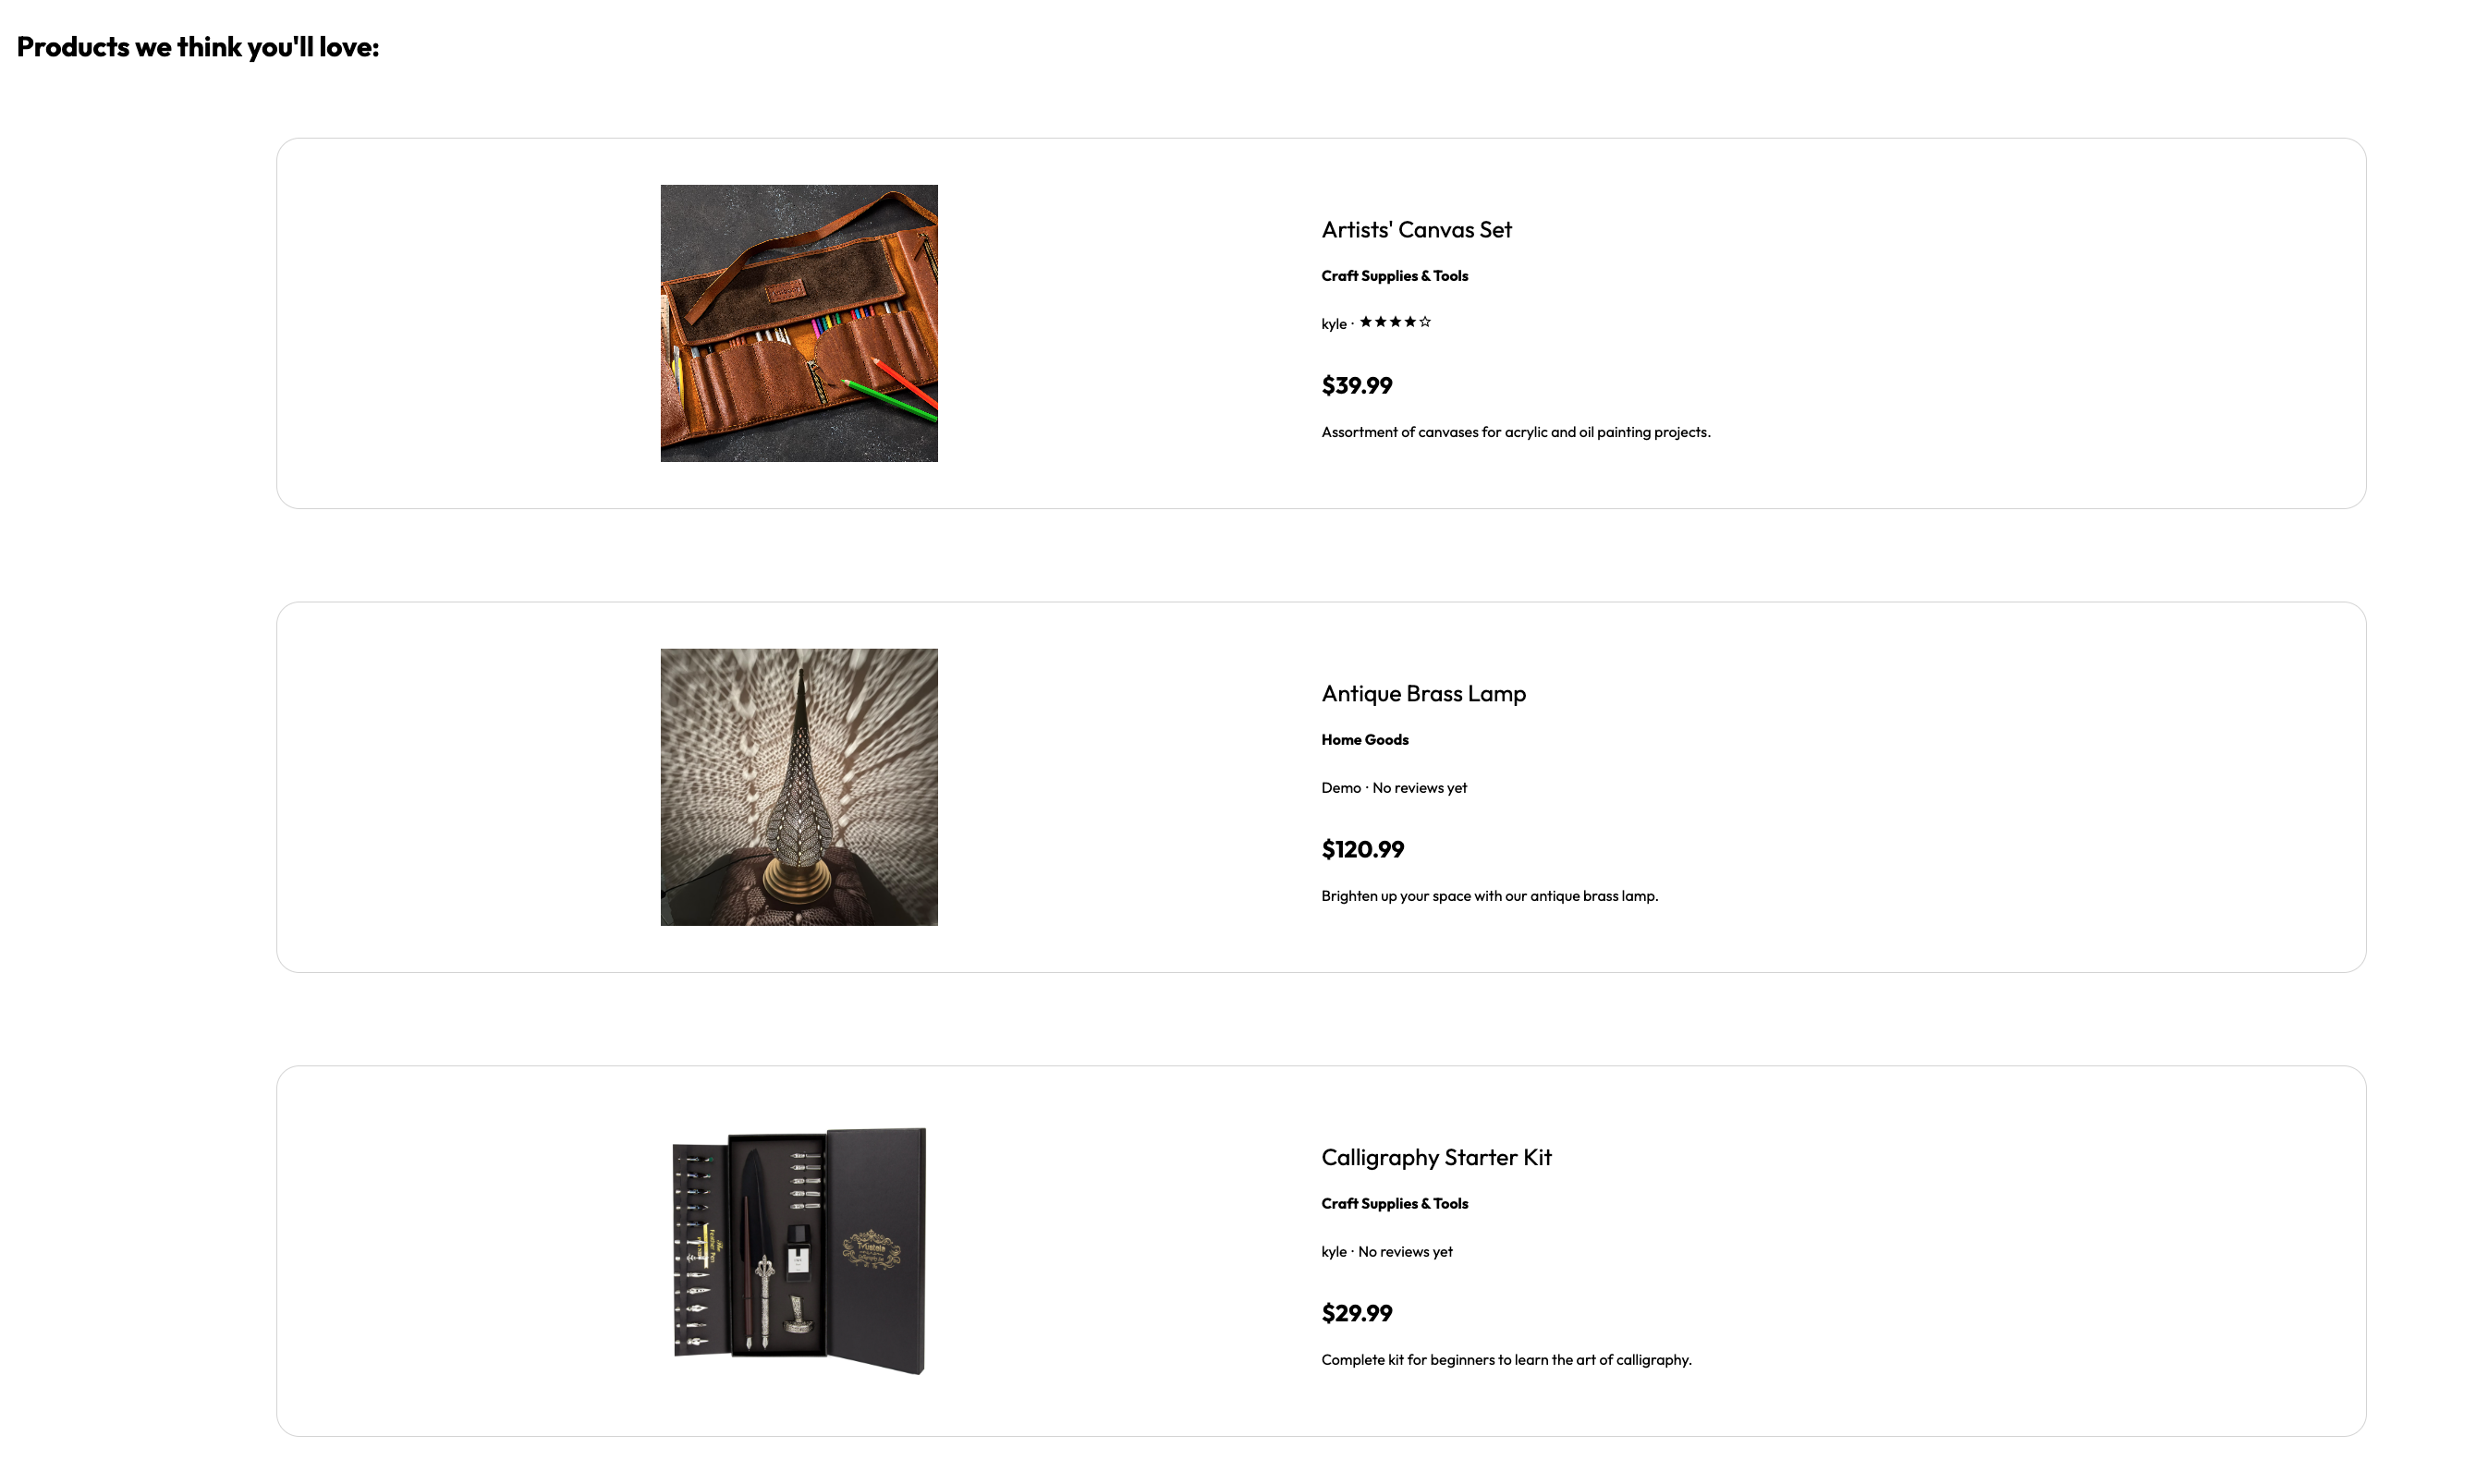 Products we think you'll love:
Artists' Canvas Set
Craft Supplies & Tools
kyle · ★★★★☆
$39.99
Assortment of canvases for acrylic and oil painting projects.
Antique Brass Lamp
Home Goods
Demo · No reviews yet
$120.99
Brighten up your space with our antique brass lamp.
Calligraphy Starter Kit
Craft Supplies & Tools
kyle · No reviews yet
$29.99
Complete kit for beginners to learn the art of calligraphy.